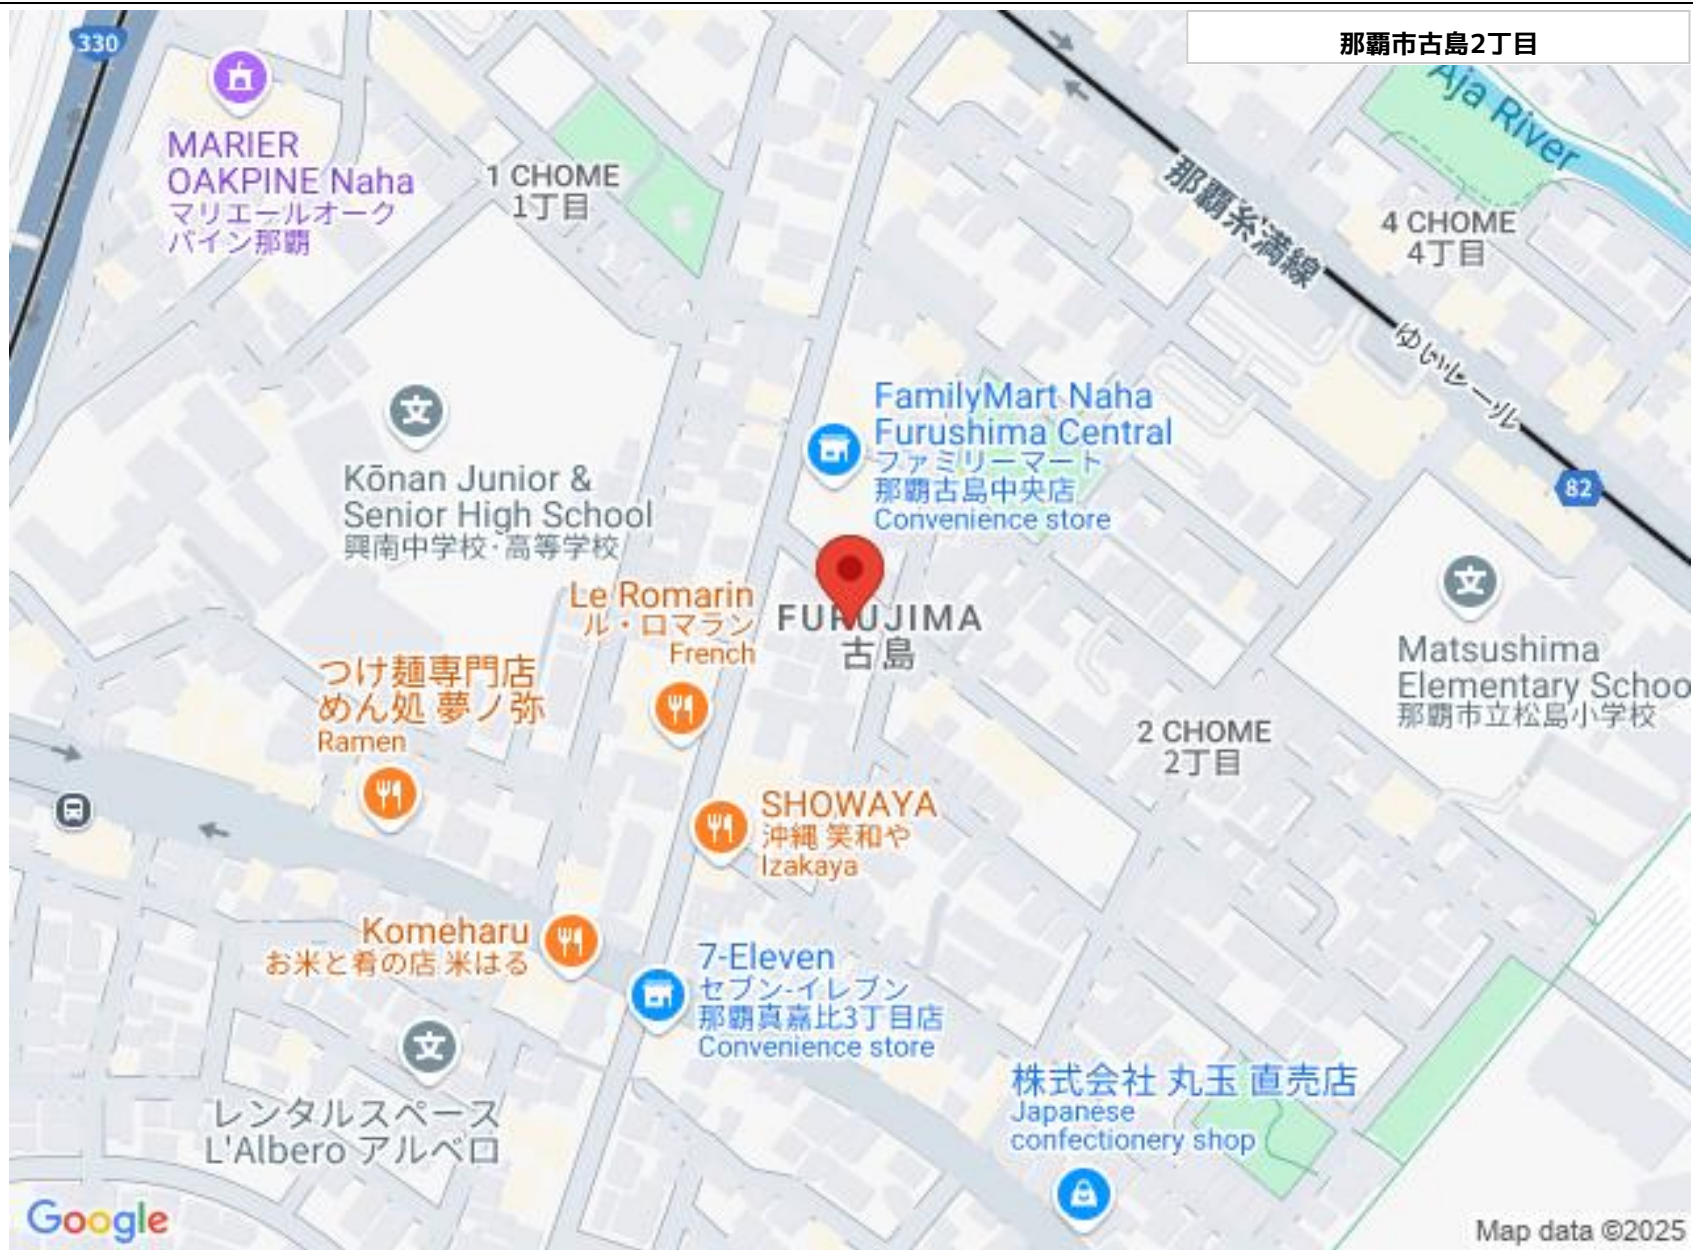 330
那覇市古島2丁目
Aja River
MARIER
OAKPINE Naha
マリエールオーク
パイン那覇
1 CHOME
1丁目
那覇糸満線
4 CHOME
4丁目
ゆいレール
82
FamilyMart Naha
Furushima Central
ファミリーマート
那覇古島中央店
Convenience store
Kōnan Junior &
Senior High School
興南中学校・高等学校
Le Romarin
ル・ロマラン
French
FURUJIMA
古島
Matsushima
Elementary Schoo
那覇市立松島小学校
つけ麺専門店
めん処 夢ノ弥
Ramen
2 CHOME
2丁目
SHOWAYA
沖縄 笑和や
Izakaya
Komeharu
お米と肴の店 米はる
7-Eleven
セブン-イレブン
那覇真嘉比3丁目店
Convenience store
株式会社 丸玉 直売店
Japanese
confectionery shop
レンタルスペース
L'Albero アルベロ
Google
Map data ©2025